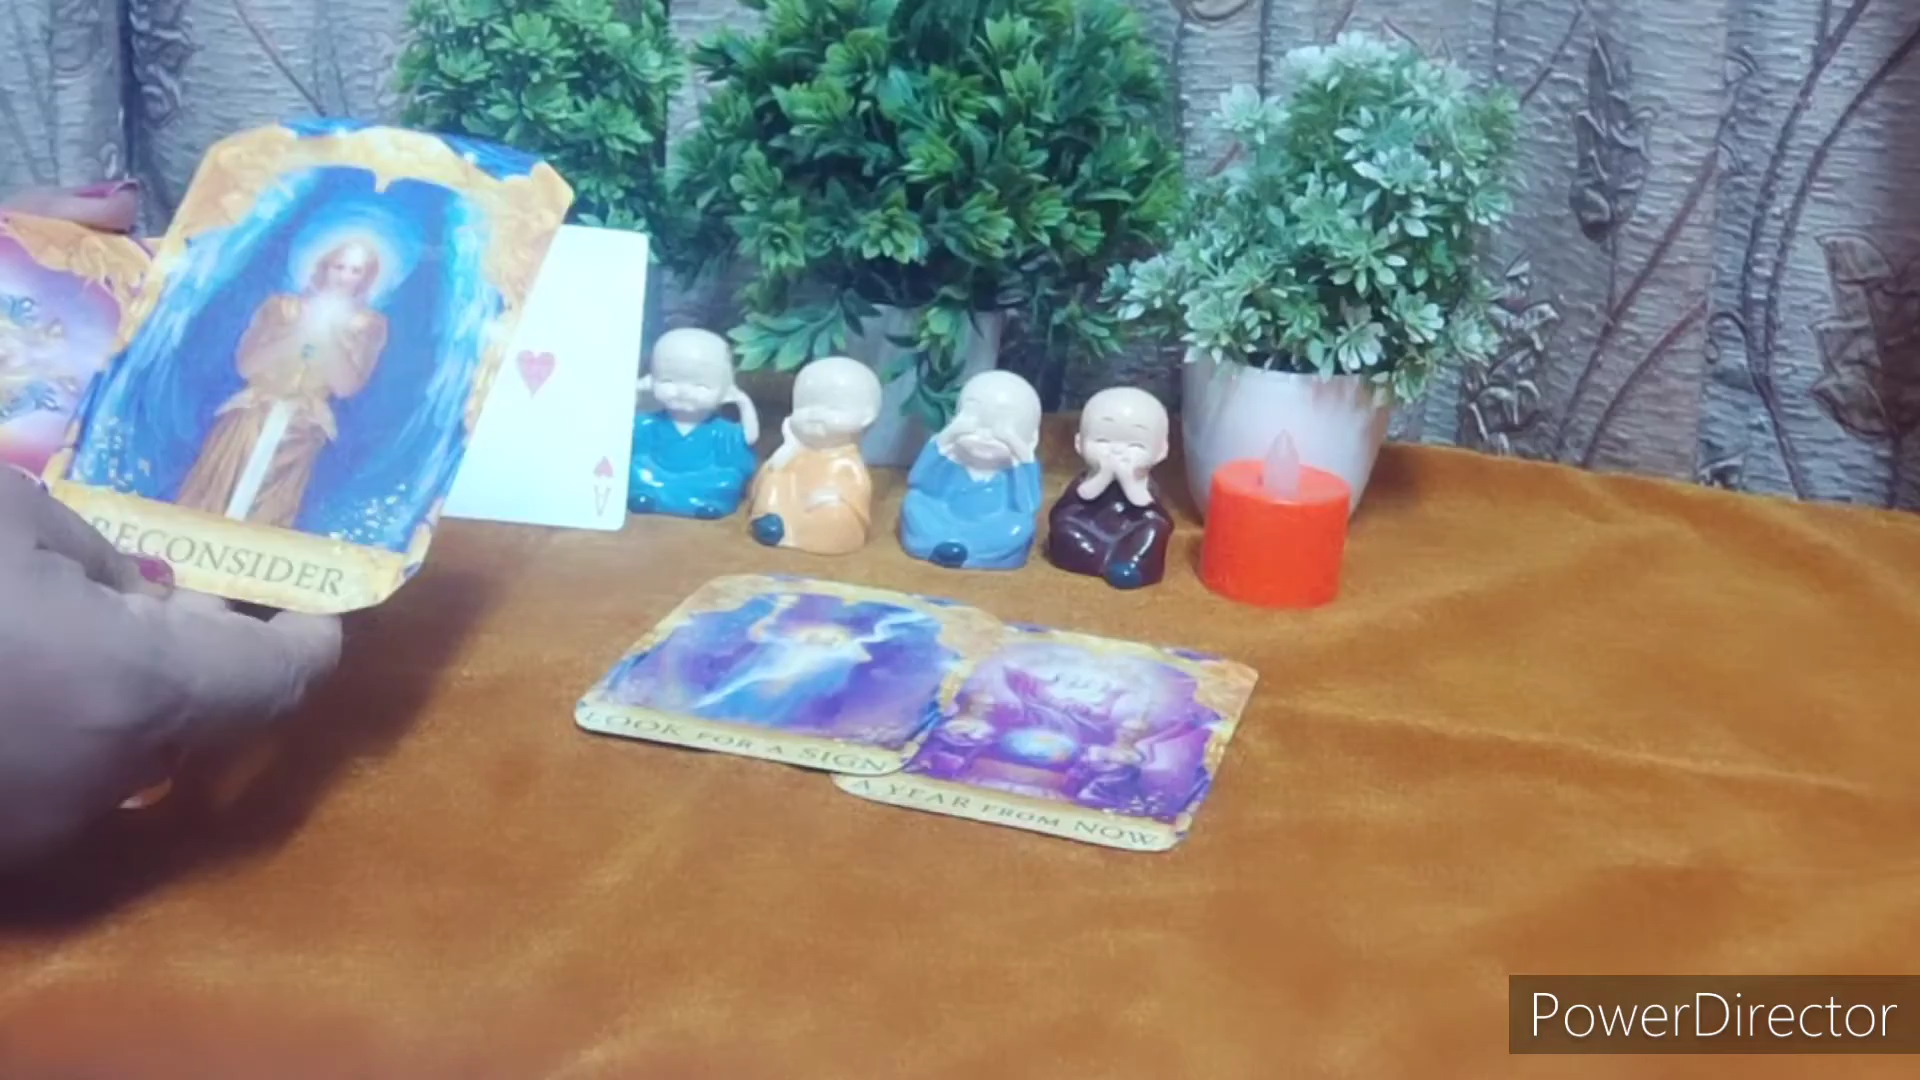 RECONSIDER
A
LOOK FOR A SIGN
A YEAR FROM NOW
PowerDirector